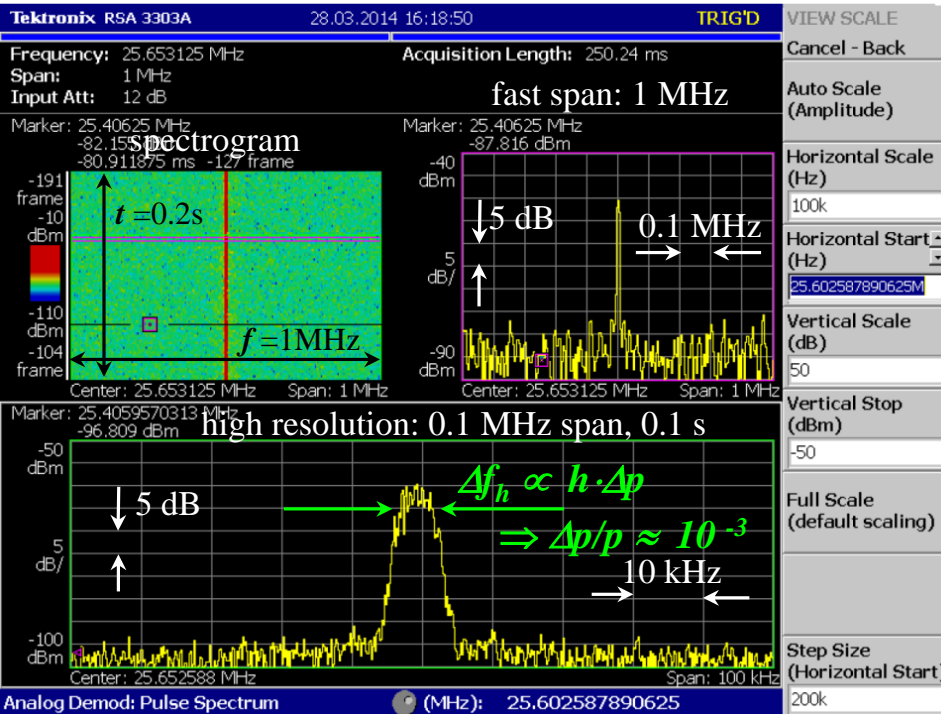 Tektronix RSA 3303A
28.03.2014 16:18:50
TRIG'D
Frequency: 25.653125 MHz
Span: 1 MHz
Input Att: 12 dB
Acquisition Length: 250.24 ms
fast span: 1 MHz
Marker: 25.40625 MHz
-80.911875 ms -127 frame
spectrogram
-191
frame
-10
dBm
-110
dBm
-104
frame
t =0.2s
f =1MHz
Center: 25.653125 MHz
Span: 1 MHz
Marker: 25.40625 MHz
-87.816 dBm
-40
dBm
5
dB/
-90
dBm
5 dB
0.1 MHz
Center: 25.653125 MHz
Span: 1 MHz
Marker: 25.4059570313 MHz
-96.809 dBm
high resolution: 0.1 MHz span, 0.1 s
-50
dBm
5
dB/
-100
dBm
5 dB
Δfh ∝ h·Δp
⇒ Δp/p ≈ 10 -3
10 kHz
Center: 25.652588 MHz
Span: 100 kHz
Analog Demod: Pulse Spectrum
(MHz): 25.602587890625
VIEW SCALE
Cancel - Back
Auto Scale
(Amplitude)
Horizontal Scale
(Hz)
100k
Horizontal Start
(Hz)
25.602587890625M
Vertical Scale
(dB)
50
Vertical Stop
(dBm)
-50
Full Scale
(default scaling)
Step Size
(Horizontal Start)
200k